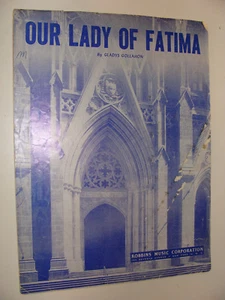 OUR LADY OF FATIMA
By GLADYS GOLLAHON
ROBBINS MUSIC CORPORATION